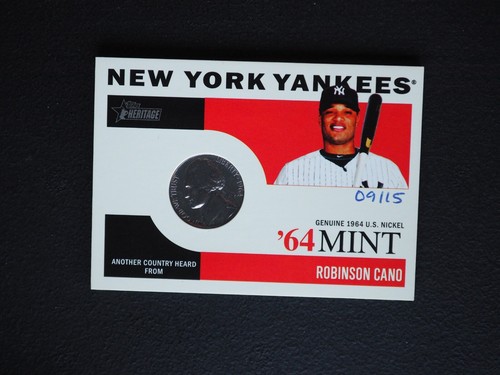 NEW YORK YANKEES®
Topps
HERITAGE
09/15
GENUINE 1964 U.S. NICKEL
'64 MINT
ANOTHER COUNTRY HEARD
FROM
ROBINSON CANO